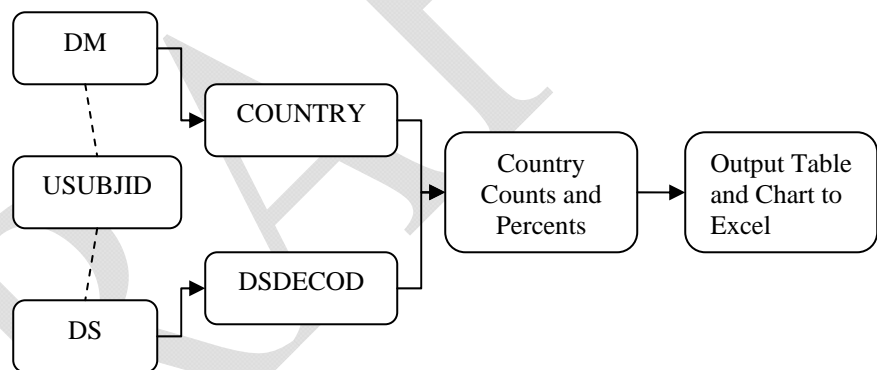 DM
COUNTRY
USUBJID
DSDECOD
DS
Country
Counts and
Percents
Output Table
and Chart to
Excel